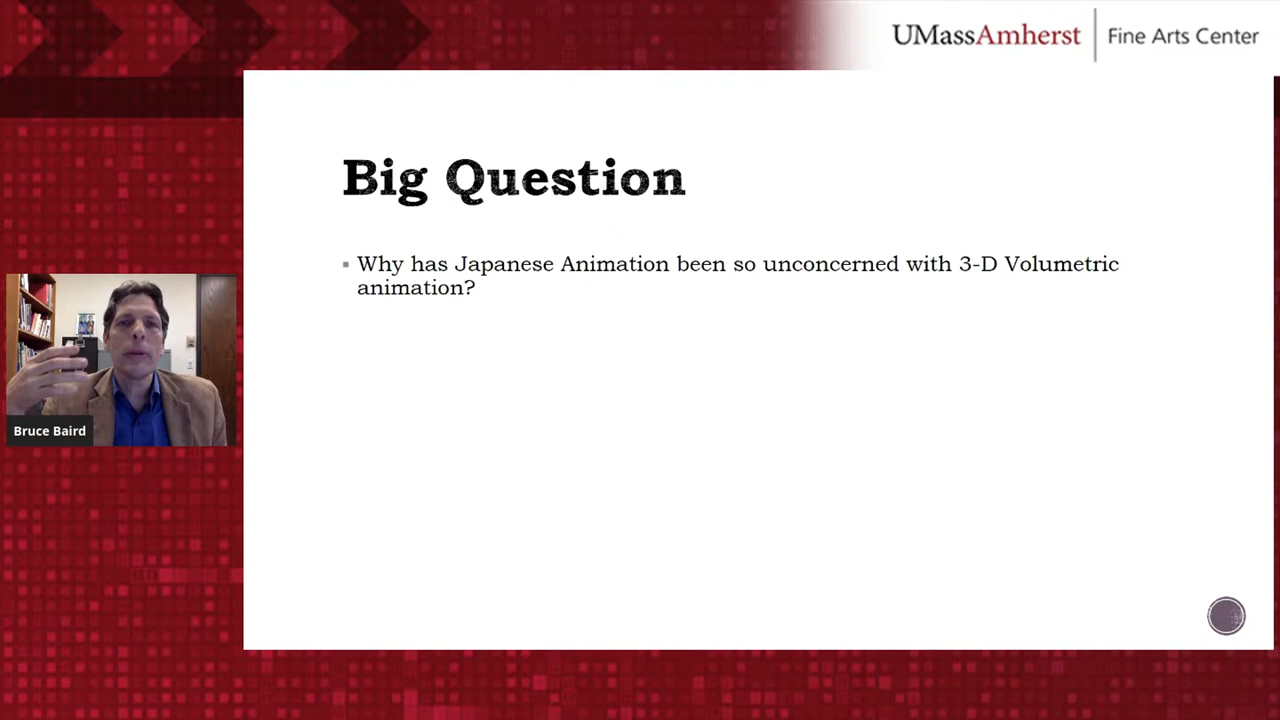 UMassAmherst | Fine Arts Center
Big Question
▪ Why has Japanese Animation been so unconcerned with 3-D Volumetric
animation?
Bruce Baird